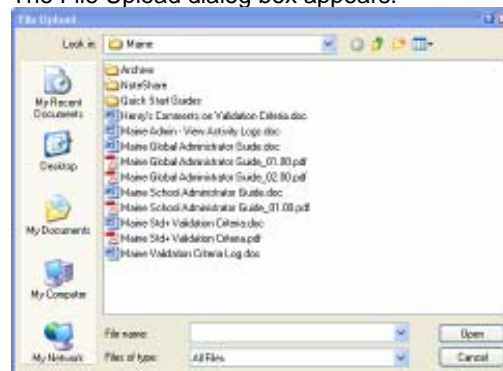 The File Upload dialog box appears.
File Upload
Look in: Maine
Archive
NoteShare
Quick Start Guides
Henty's Comments on Validation Criteria.doc
Maine Admin - View Activity Logs.doc
Maine Global Administrator Guide.doc
Maine Global Administrator Guide_01.00.pdf
Maine Global Administrator Guide_02.00.pdf
Maine School Administrator Guide.doc
Maine School Administrator Guide_01.00.pdf
Maine Std+ Validation Criteria.doc
Maine Std+ Validation Criteria.pdf
Maine Validation Criteria Log.doc
My Recent
Documents
Desktop
My Documents
My Computer
My Network
File name:
Open
Files of type: All Files
Cancel